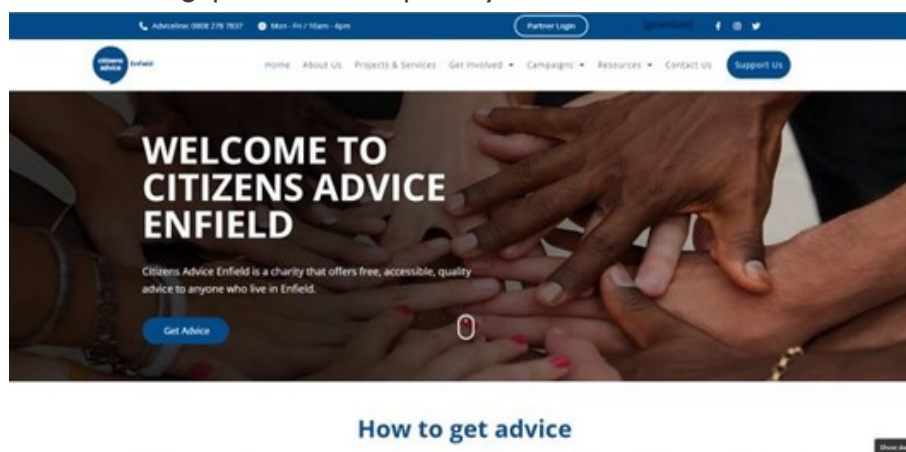 Adviceline: 0808 278 7837 Mon - Fri / 10am - 4pm Partner Login
citizens advice Enfield
Home About Us Projects & Services Get Involved Campaigns Resources Contact Us Support Us
WELCOME TO
CITIZENS ADVICE
ENFIELD
Citizens Advice Enfield is a charity that offers free, accessible, quality
advice to anyone who live in Enfield.
Get Advice
How to get advice